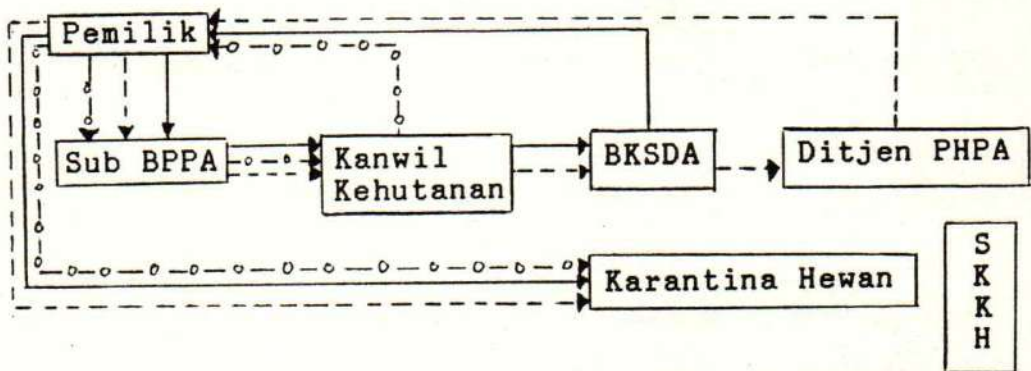 Pemilik
Sub BPPA
Kanwil
Kehutanan
BKSDA
Ditjen PHPA
Karantina Hewan
S
K
K
H